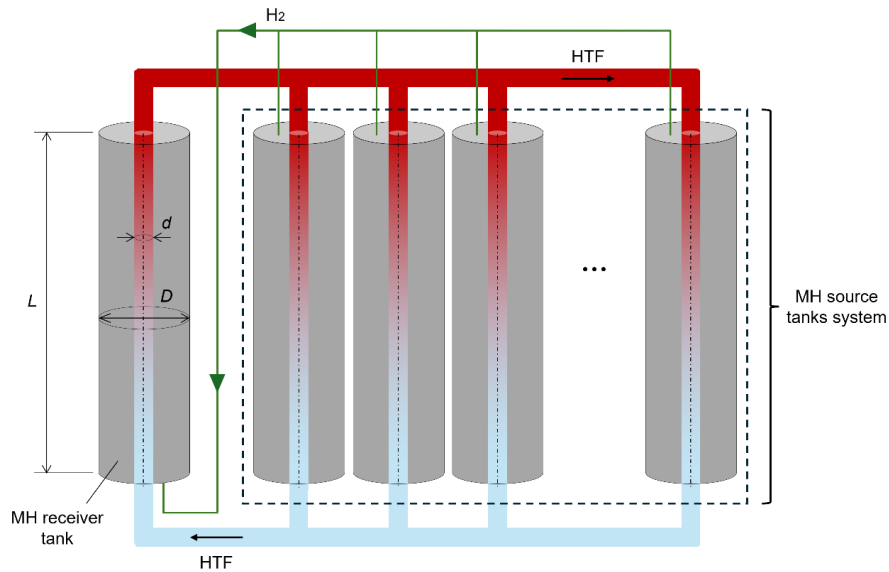 H2
HTF
d
D
L
...
MH source
tanks system
MH receiver
tank
HTF